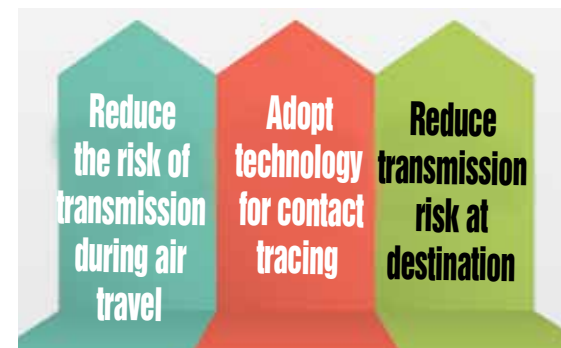 Reduce
the risk of
transmission
during air
travel
Adopt
technology
for contact
tracing
Reduce
transmission
risk at
destination